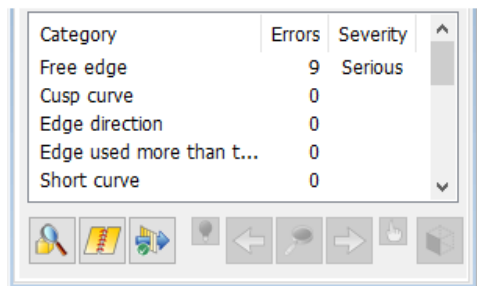 Category Errors Severity
Free edge 9 Serious
Cusp curve 0
Edge direction 0
Edge used more than t... 0
Short curve 0